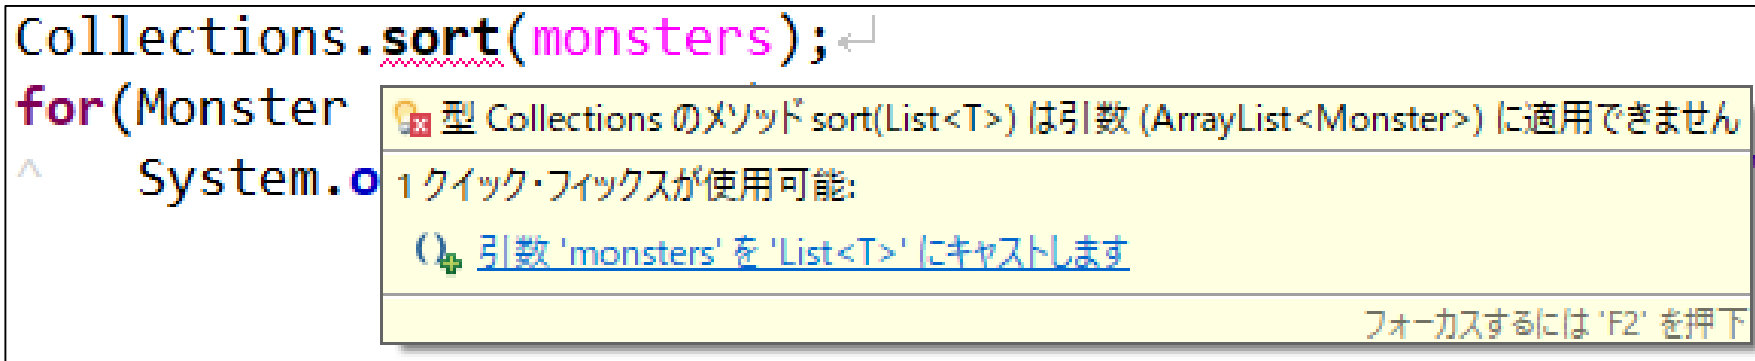 Collections.sort(monsters);↵
for(Monster
型 Collections のメソッド sort(List<T>) は引数 (ArrayList<Monster>) に適用できません
^ System.o
1 クイック・フィックスが使用可能:
引数 'monsters' を 'List<T>' にキャストします
フォーカスするには 'F2' を押下